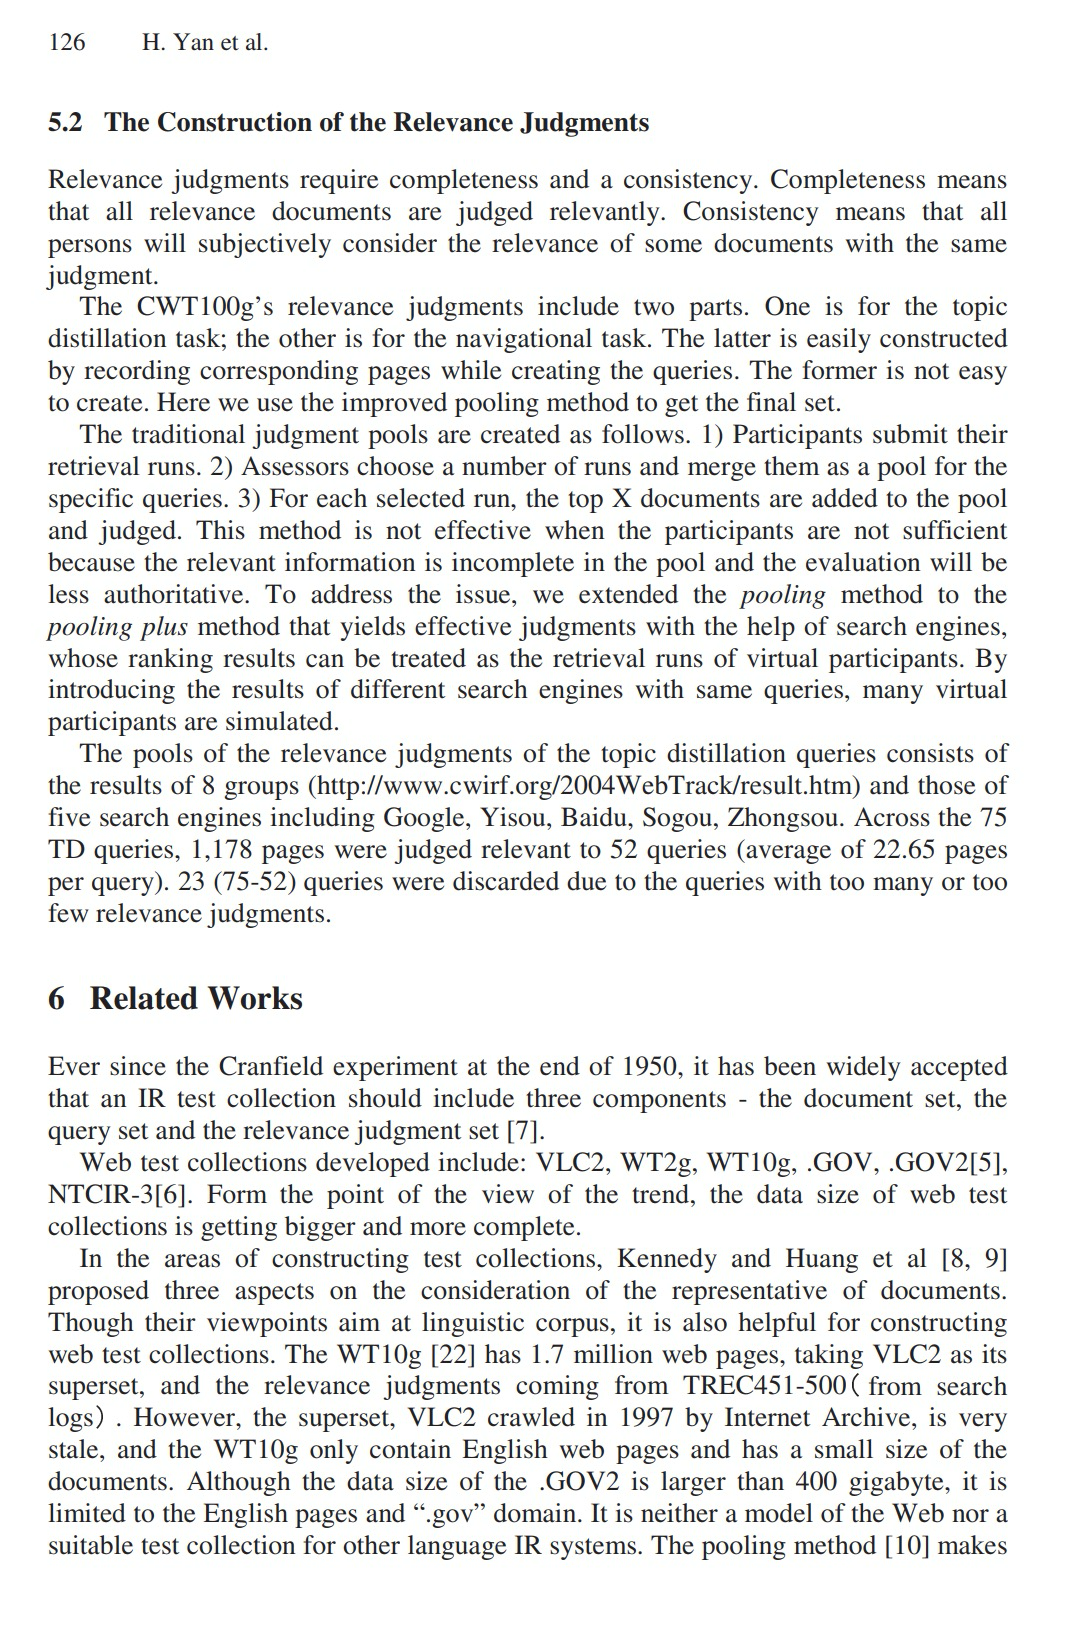 126 H. Yan et al.
5.2 The Construction of the Relevance Judgments
Relevance judgments require completeness and a consistency. Completeness means
that all relevance documents are judged relevantly. Consistency means that all
persons will subjectively consider the relevance of some documents with the same
judgment.
The CWT100g's relevance judgments include two parts. One is for the topic
distillation task; the other is for the navigational task. The latter is easily constructed
by recording corresponding pages while creating the queries. The former is not easy
to create. Here we use the improved pooling method to get the final set.
The traditional judgment pools are created as follows. 1) Participants submit their
retrieval runs. 2) Assessors choose a number of runs and merge them as a pool for the
specific queries. 3) For each selected run, the top X documents are added to the pool
and judged. This method is not effective when the participants are not sufficient
because the relevant information is incomplete in the pool and the evaluation will be
less authoritative. To address the issue, we extended the pooling method to the
pooling plus method that yields effective judgments with the help of search engines,
whose ranking results can be treated as the retrieval runs of virtual participants. By
introducing the results of different search engines with same queries, many virtual
participants are simulated.
The pools of the relevance judgments of the topic distillation queries consists of
the results of 8 groups (http://www.cwirf.org/2004WebTrack/result.htm) and those of
five search engines including Google, Yisou, Baidu, Sogou, Zhongsou. Across the 75
TD queries, 1,178 pages were judged relevant to 52 queries (average of 22.65 pages
per query). 23 (75-52) queries were discarded due to the queries with too many or too
few relevance judgments.
6 Related Works
Ever since the Cranfield experiment at the end of 1950, it has been widely accepted
that an IR test collection should include three components - the document set, the
query set and the relevance judgment set [7].
Web test collections developed include: VLC2, WT2g, WT10g, .GOV, .GOV2[5],
NTCIR-3[6]. Form the point of the view of the trend, the data size of web test
collections is getting bigger and more complete.
In the areas of constructing test collections, Kennedy and Huang et al [8, 9]
proposed three aspects on the consideration of the representative of documents.
Though their viewpoints aim at linguistic corpus, it is also helpful for constructing
web test collections. The WT10g [22] has 1.7 million web pages, taking VLC2 as its
superset, and the relevance judgments coming from TREC451-500（from search
logs）. However, the superset, VLC2 crawled in 1997 by Internet Archive, is very
stale, and the WT10g only contain English web pages and has a small size of the
documents. Although the data size of the .GOV2 is larger than 400 gigabyte, it is
limited to the English pages and “.gov” domain. It is neither a model of the Web nor a
suitable test collection for other language IR systems. The pooling method [10] makes